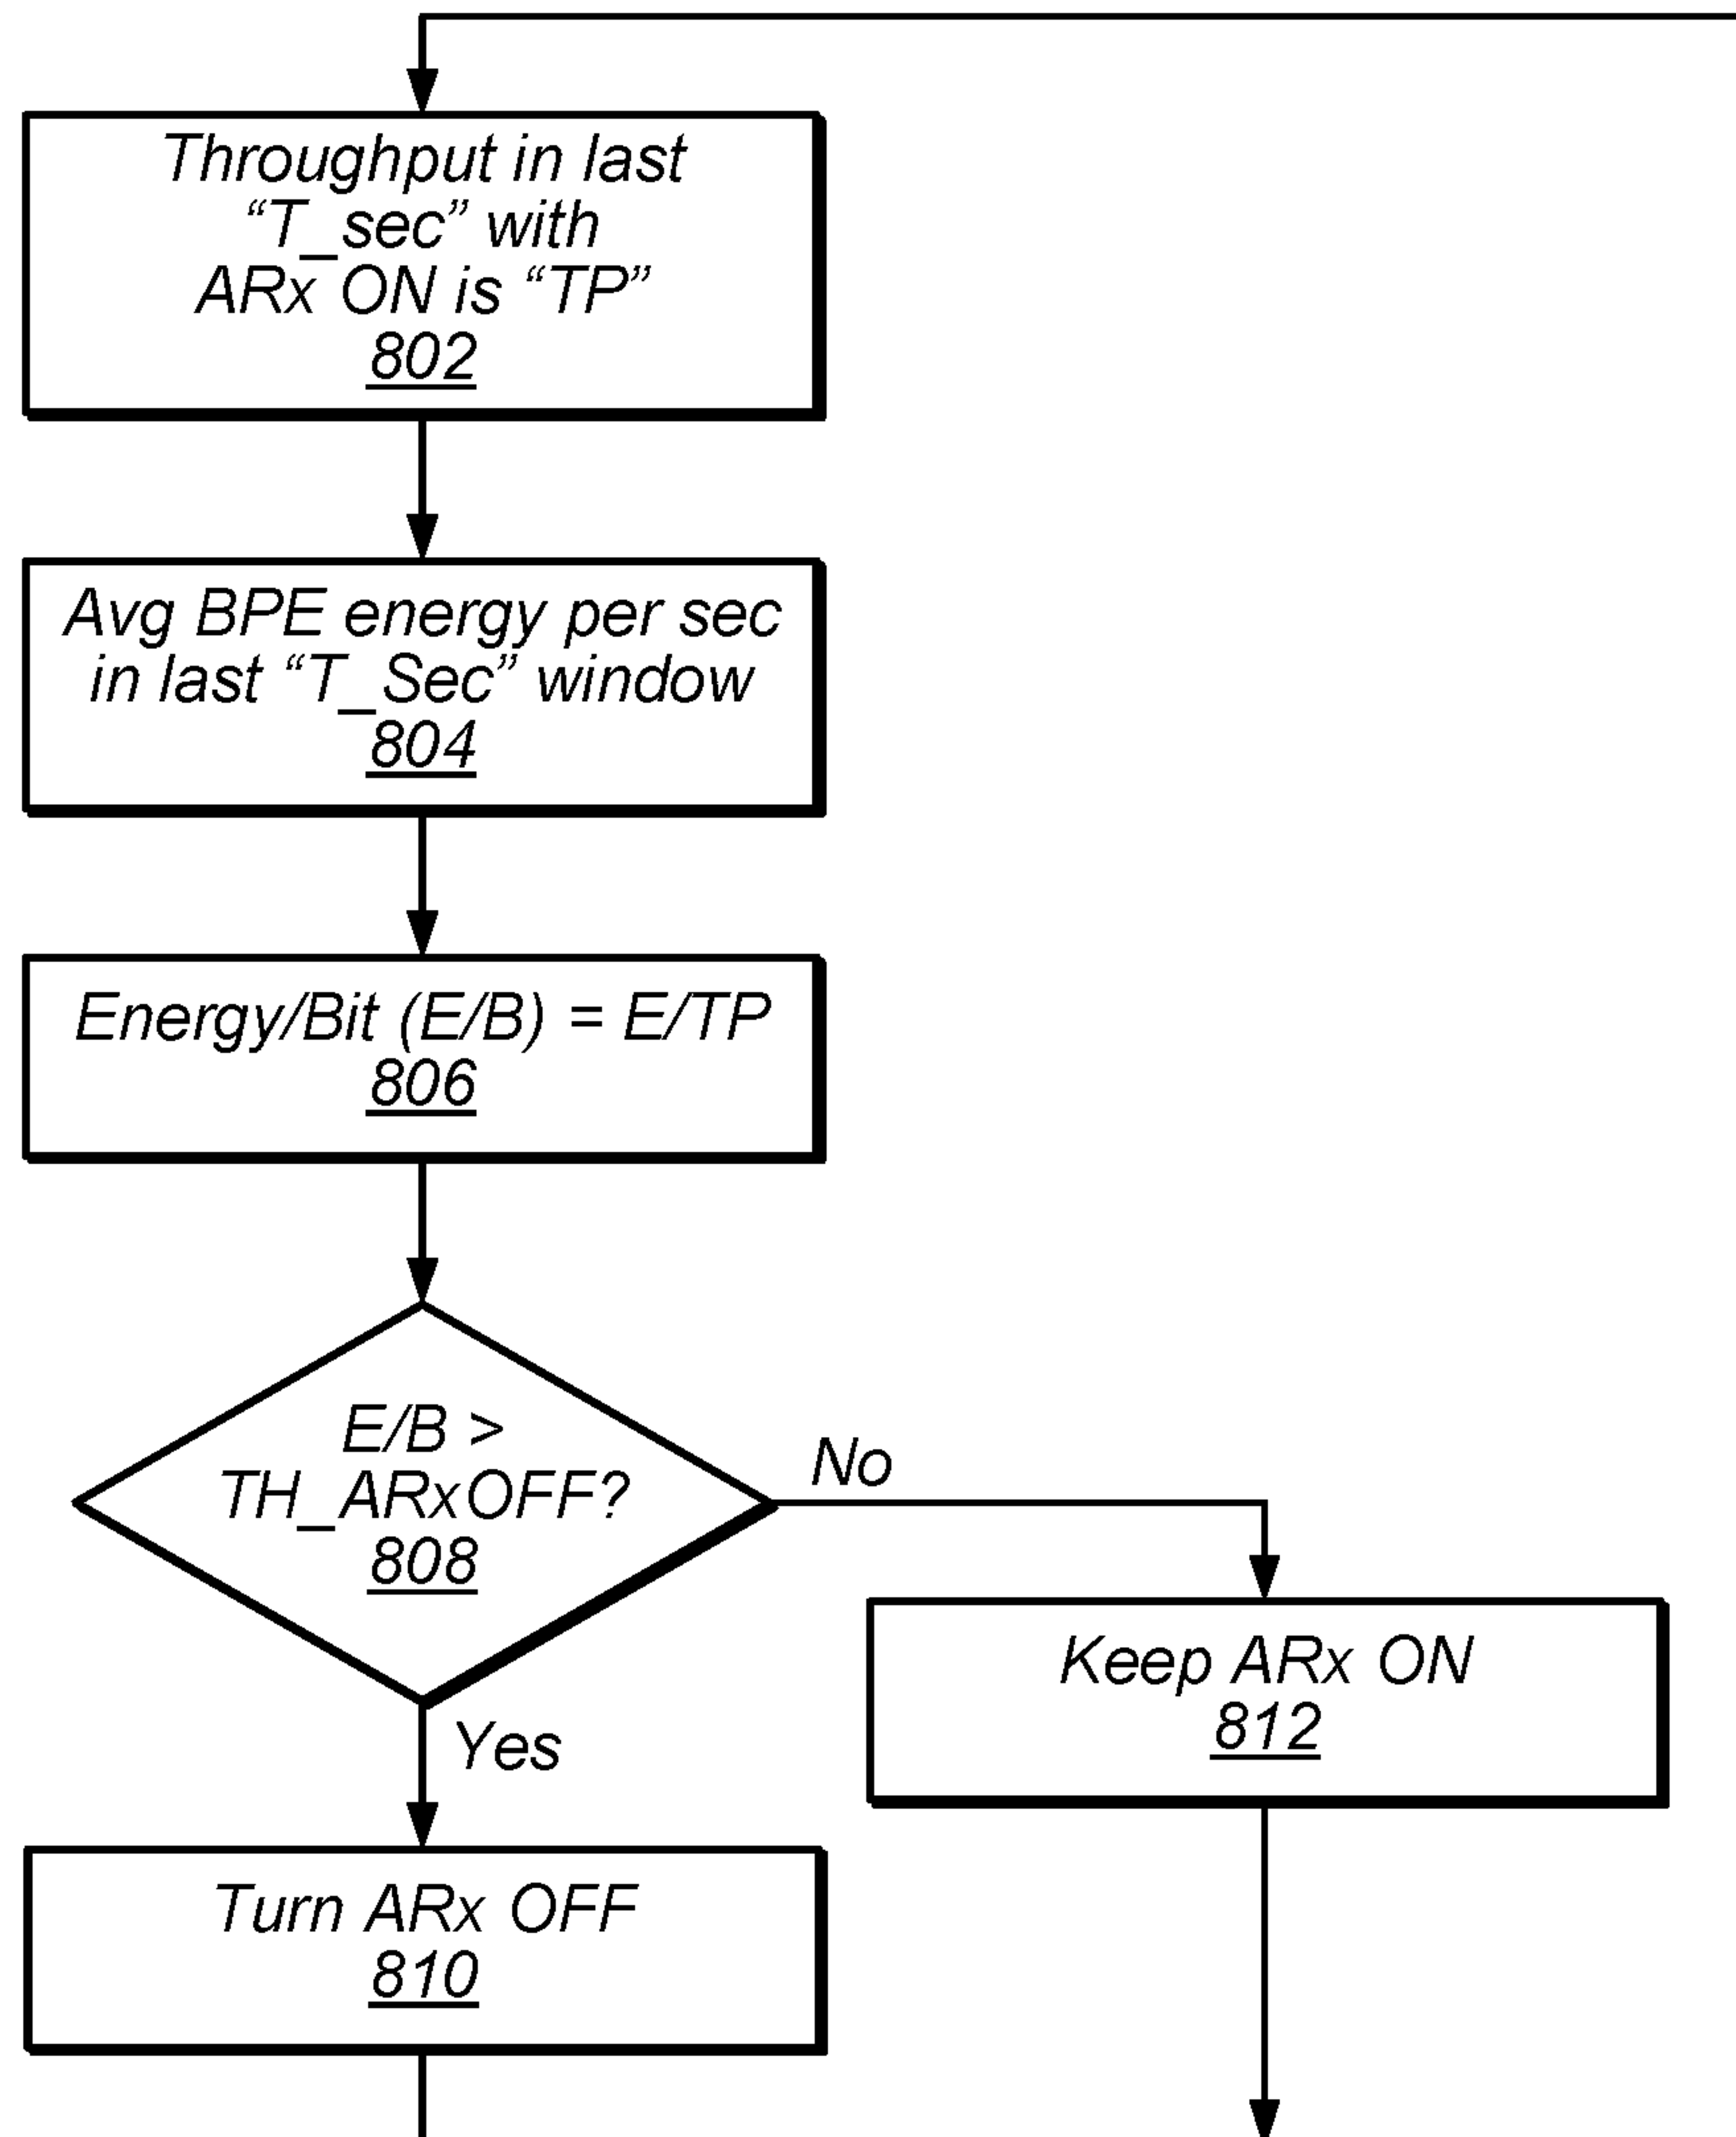 Throughput in last
“T_sec” with
ARx ON is “TP”
802
Avg BPE energy per sec
in last “T_Sec” window
804
Energy/Bit (E/B) = E/TP
806
E/B >
TH_ARxOFF?
808
No
Yes
Keep ARx ON
812
Turn ARx OFF
810